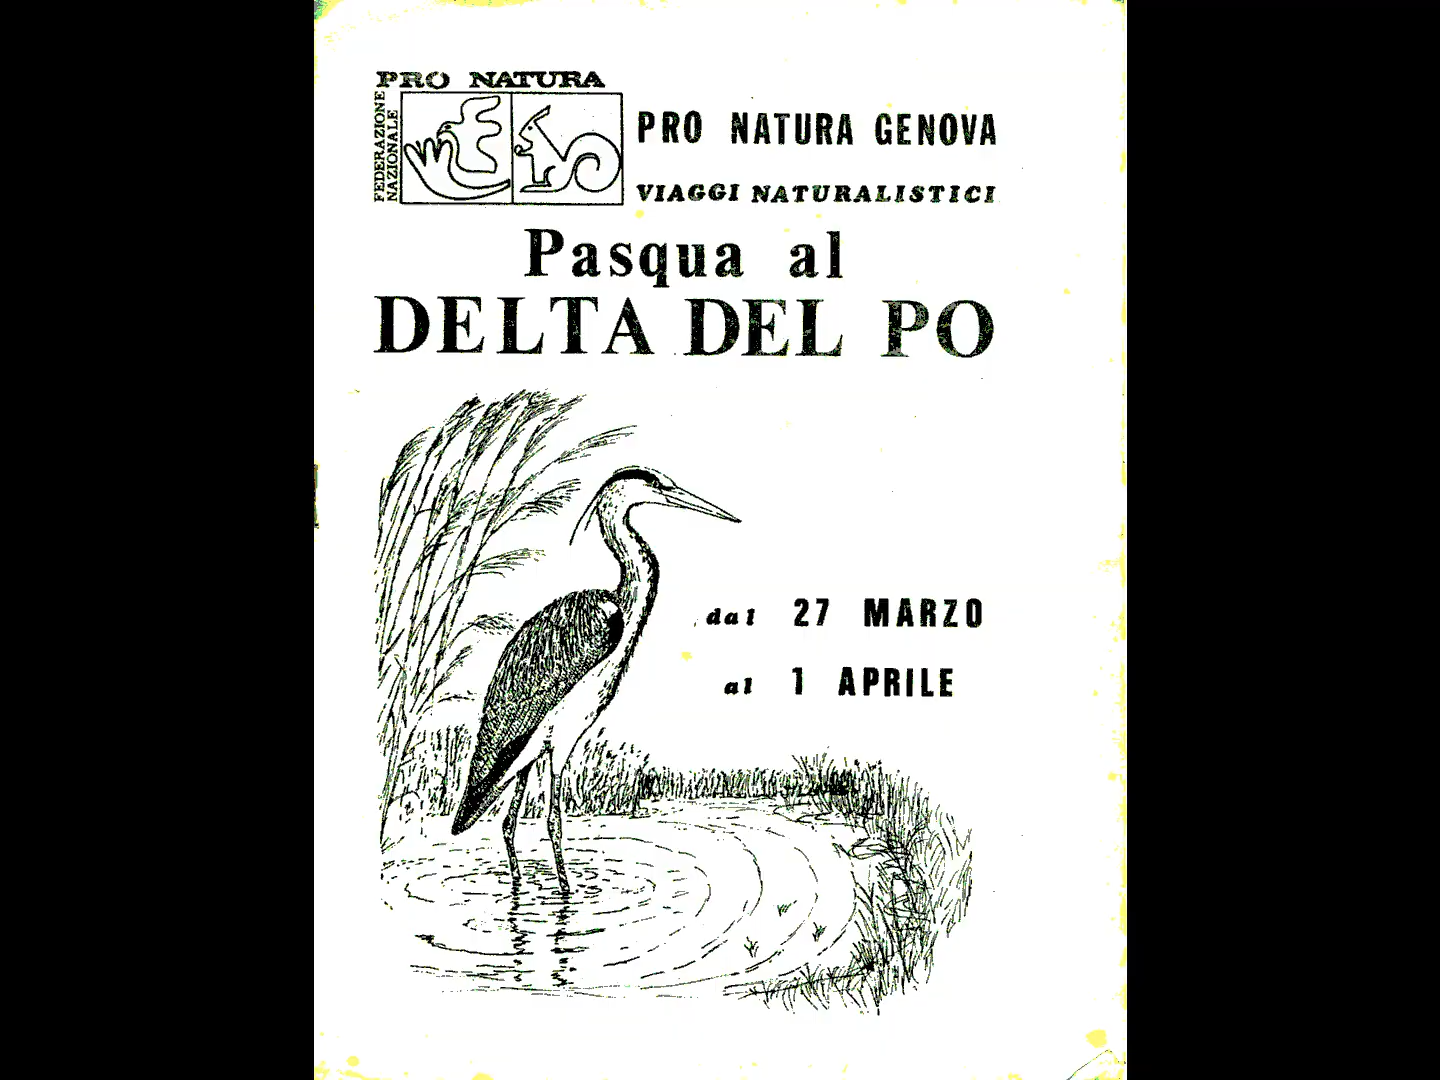 PRO NATURA
FEDERAZIONE
NAZIONALE
PRO NATURA GENOVA
VIAGGI NATURALISTICI
Pasqua al
DELTA DEL PO
dal 27 MARZO
al 1 APRILE